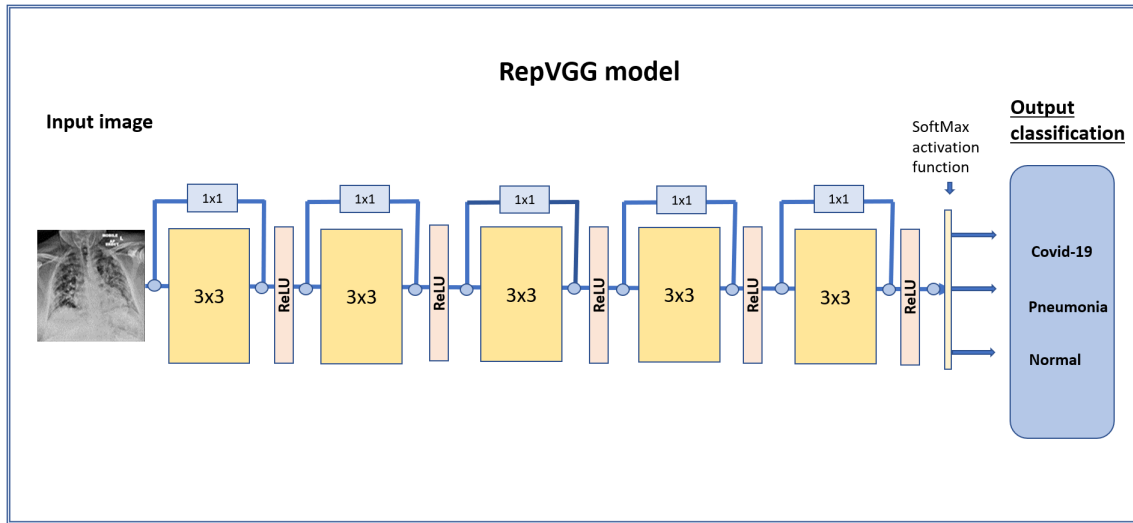 RepVGG model
Input image
SoftMax
activation
function
Output
classification
1x1
1x1
1x1
1x1
1x1
3x3
ReLU
3x3
ReLU
3x3
ReLU
3x3
ReLU
3x3
ReLU
Covid-19
Pneumonia
Normal